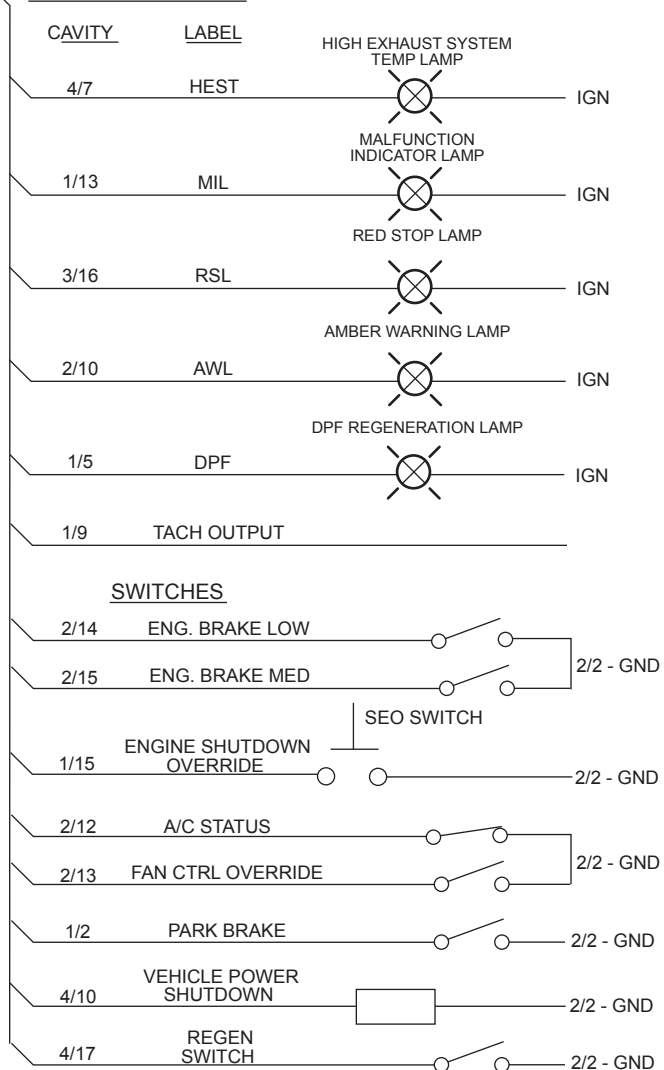 CAVITY LABEL
HIGH EXHAUST SYSTEM
TEMP LAMP
4/7 HEST IGN
MALFUNCTION
INDICATOR LAMP
1/13 MIL IGN
RED STOP LAMP
3/16 RSL IGN
AMBER WARNING LAMP
2/10 AWL IGN
DPF REGENERATION LAMP
1/5 DPF IGN
1/9 TACH OUTPUT
SWITCHES
2/14 ENG. BRAKE LOW
2/2 - GND
2/15 ENG. BRAKE MED
SEO SWITCH
ENGINE SHUTDOWN
1/15 OVERRIDE 2/2 - GND
2/12 A/C STATUS
2/2 - GND
2/13 FAN CTRL OVERRIDE
1/2 PARK BRAKE 2/2 - GND
VEHICLE POWER
4/10 SHUTDOWN 2/2 - GND
REGEN
4/17 SWITCH 2/2 - GND